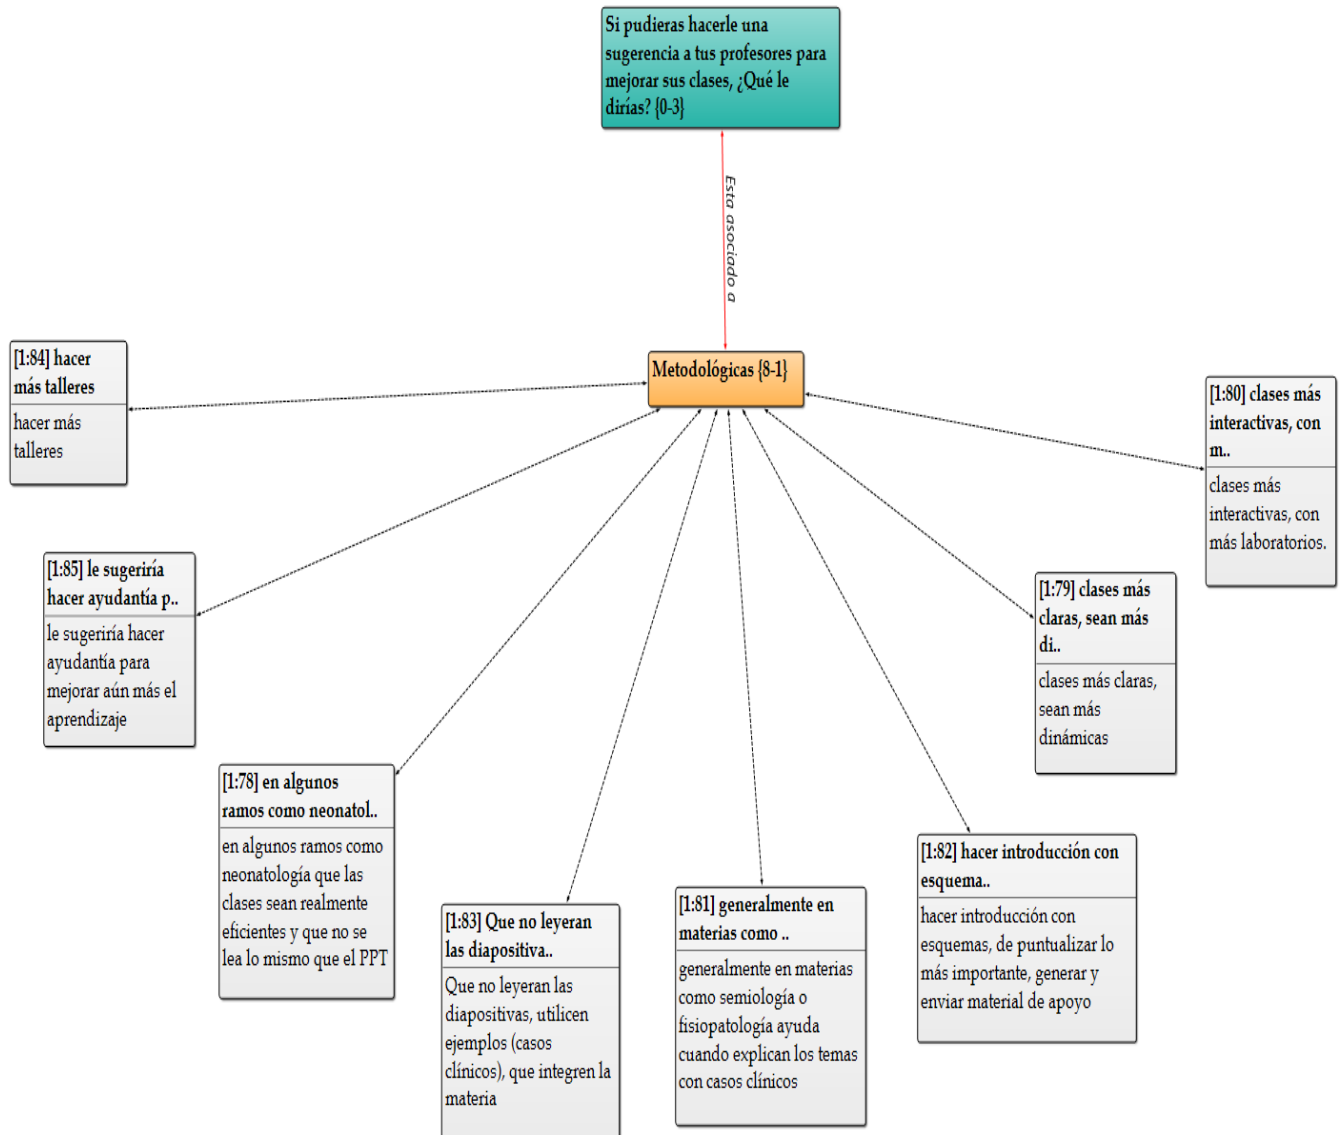 Si pudieras hacerle una
sugerencia a tus profesores para
mejorar sus clases, ¿Qué le
dirías? {0-3}
Esta asociado a
Metodológicas {8-1}
[1:84] hacer
más talleres
hacer más
talleres
[1:80] clases más
interactivas, con
m..
clases más
interactivas, con
más laboratorios.
[1:85] le sugeriría
hacer ayudantía p..
le sugeriría hacer
ayudantía para
mejorar aún más el
aprendizaje
[1:79] clases más
claras, sean más
di..
clases más claras,
sean más
dinámicas
[1:78] en algunos
ramos como neonatol..
en algunos ramos como
neonatología que las
clases sean realmente
eficientes y que no se
lea lo mismo que el PPT
[1:83] Que no leyeran
las diapositiva..
Que no leyeran las
diapositivas, utilicen
ejemplos (casos
clínicos), que integren la
materia
[1:81] generalmente en
materias como ..
generalmente en materias
como semiología o
fisiopatología ayuda
cuando explican los temas
con casos clínicos
[1:82] hacer introducción con
esquema..
hacer introducción con
esquemas, de puntualizar lo
más importante, generar y
enviar material de apoyo